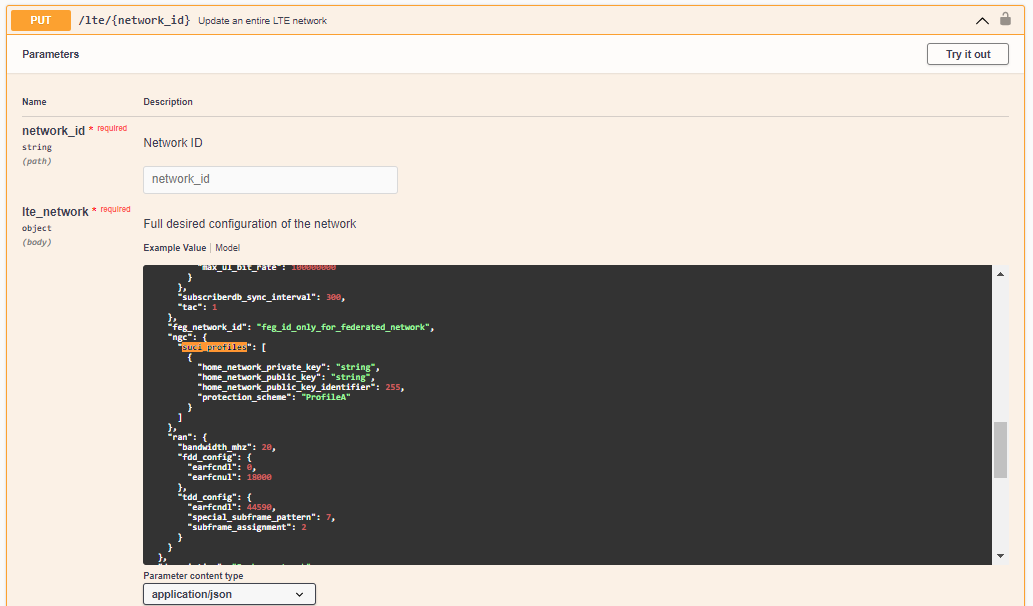 PUT /lte/{network_id} Update an entire LTE network
Parameters
Try it out
Name Description
network_id * required
string
(path)
Network ID
network_id
lte_network * required
object
(body)
Full desired configuration of the network
Example Value | Model
"max_ul_bit_rate": 100000000
}
},
"subscriberdb_sync_interval": 300,
"tac": 1
},
"feg_network_id": "feg_id_only_for_federated_network",
"ngc": {
"suci_profiles": [
{
"home_network_private_key": "string",
"home_network_public_key": "string",
"home_network_public_key_identifier": 255,
"protection_scheme": "ProfileA"
}
]
},
"ran": {
"bandwidth_mhz": 20,
"fdd_config": {
"earfcndl": 0,
"earfcnul": 18000
},
"tdd_config": {
"earfcndl": 44590,
"special_subframe_pattern": 7,
"subframe_assignment": 2
}
}
},
Parameter content type
application/json